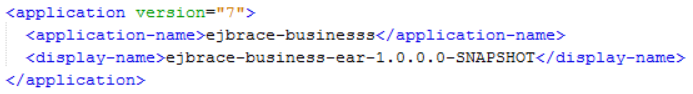 <application version="7">
<application-name>ejbrace-businesss</application-name>
<display-name>ejbrace-business-ear-1.0.0.0-SNAPSHOT</display-name>
</application>